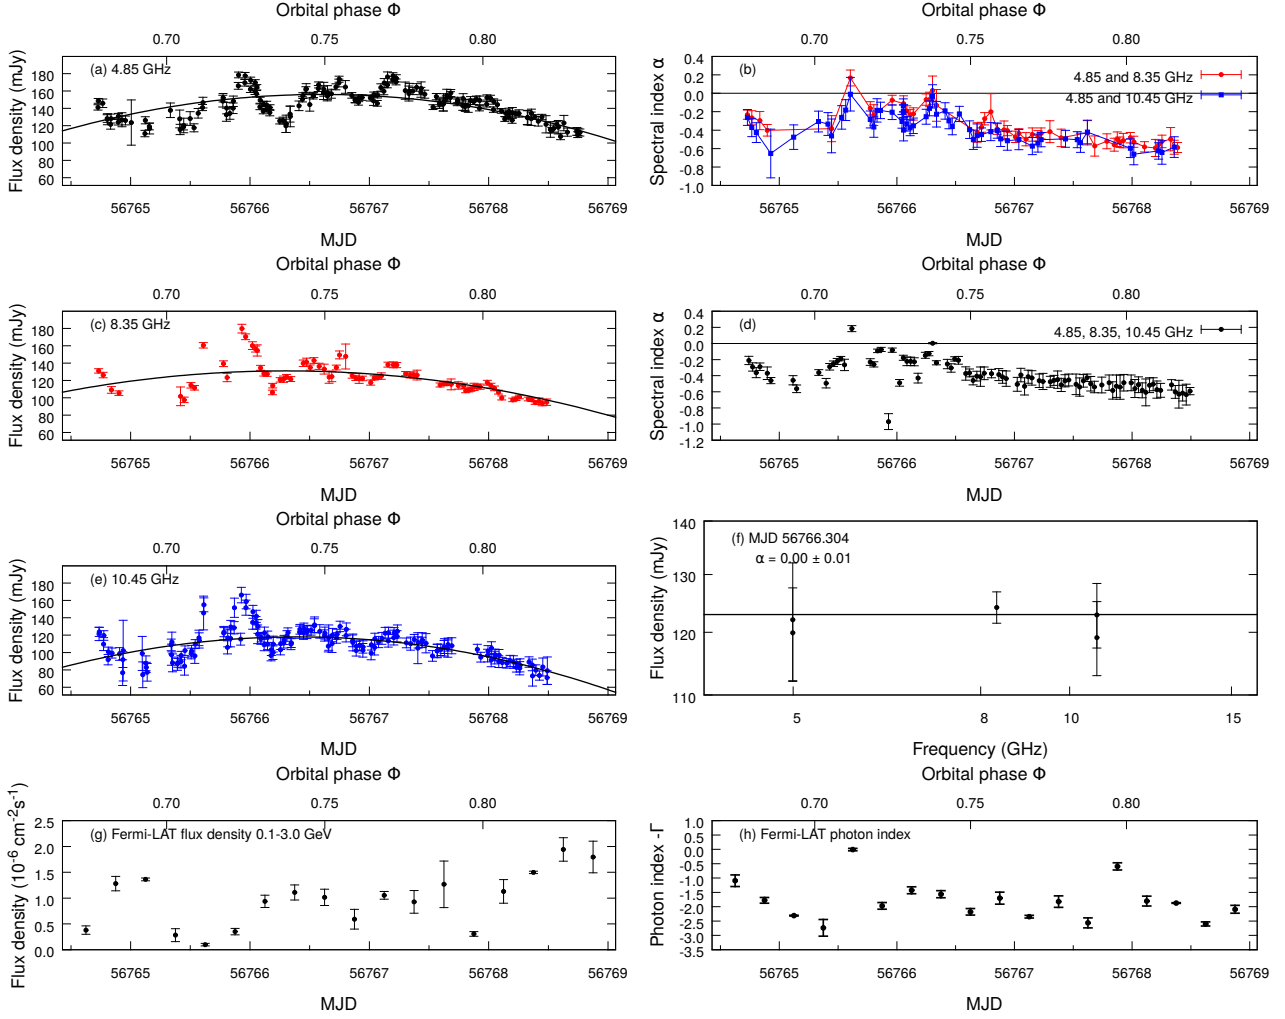 Orbital phase Φ
0.70 0.75 0.80
Flux density (mJy)
180
160
140
120
100
80
60
(a) 4.85 GHz
56765 56766 56767 56768 56769
MJD
Orbital phase Φ
0.70 0.75 0.80
Spectral index α
0.4
0.2
0.0
-0.2
-0.4
-0.6
-0.8
-1.0
(b)
4.85 and 8.35 GHz
4.85 and 10.45 GHz
56765 56766 56767 56768 56769
MJD
Orbital phase Φ
0.70 0.75 0.80
Flux density (mJy)
180
160
140
120
100
80
60
(c) 8.35 GHz
56765 56766 56767 56768 56769
MJD
Orbital phase Φ
0.70 0.75 0.80
Spectral index α
0.4
0.2
0.0
-0.2
-0.4
-0.6
-0.8
-1.0
-1.2
(d)
4.85, 8.35, 10.45 GHz
56765 56766 56767 56768 56769
MJD
Orbital phase Φ
0.70 0.75 0.80
Flux density (mJy)
180
160
140
120
100
80
60
(e) 10.45 GHz
56765 56766 56767 56768 56769
MJD
Flux density (mJy)
140
130
120
110
(f) MJD 56766.304
α = 0.00 ± 0.01
5 8 10 15
Frequency (GHz)
Orbital phase Φ
0.70 0.75 0.80
Flux density (10⁻⁶ cm⁻²s⁻¹)
2.5
2.0
1.5
1.0
0.5
0.0
(g) Fermi-LAT flux density 0.1-3.0 GeV
56765 56766 56767 56768 56769
MJD
Orbital phase Φ
0.70 0.75 0.80
Photon index -Γ
1.0
0.5
0.0
-0.5
-1.0
-1.5
-2.0
-2.5
-3.0
-3.5
(h) Fermi-LAT photon index
56765 56766 56767 56768 56769
MJD